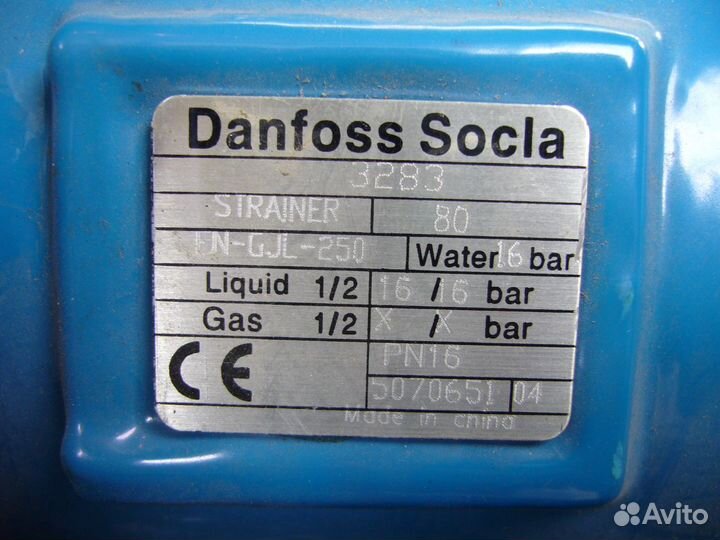 Danfoss Socla
3283
STRAINER 80
EN-GJL-250 Water 16 bar
Liquid 1/2 16 / 16 bar
Gas 1/2 X / X bar
CE PN16
5070651 04
Made in china
Avito